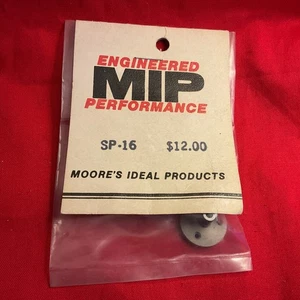 ENGINEERED
MIP
PERFORMANCE
SP-16 $12.00
MOORE'S IDEAL PRODUCTS